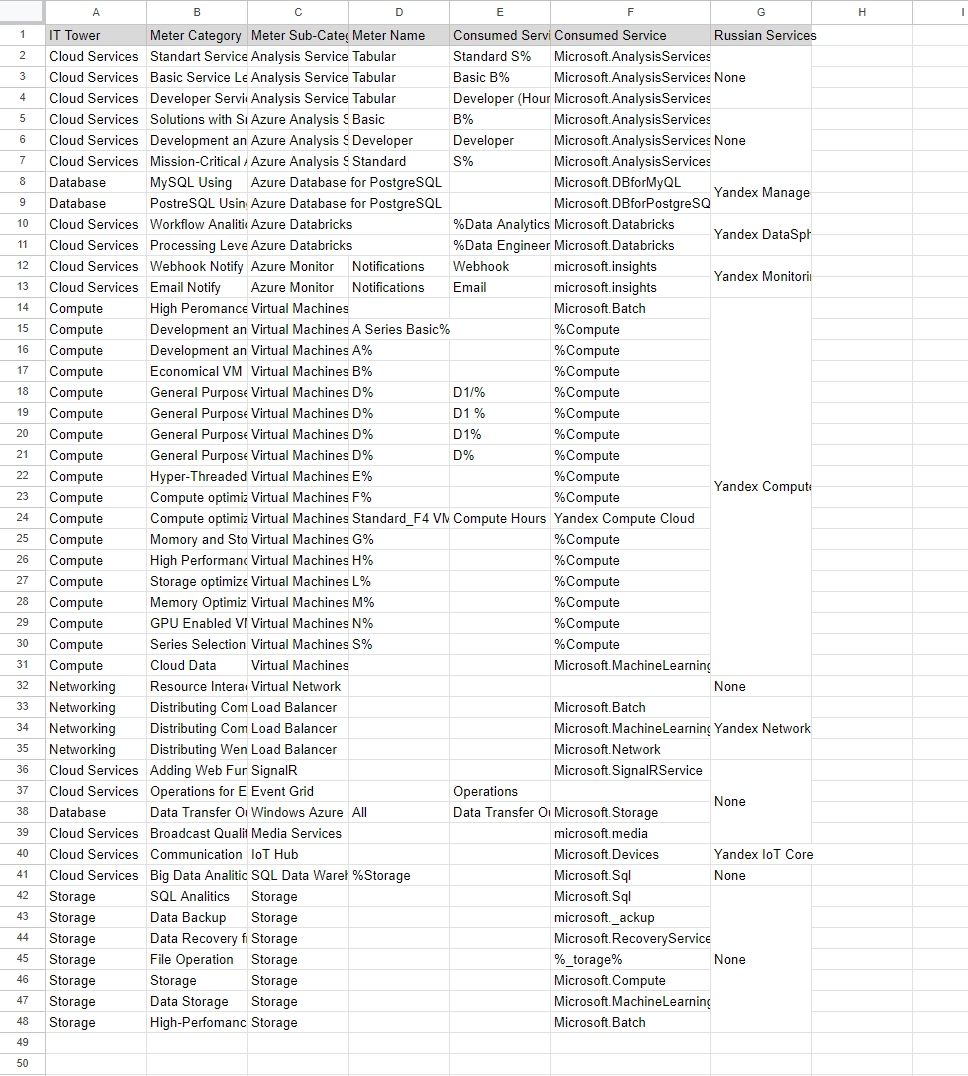 A B C D E F G H I
1 IT Tower Meter Category Meter Sub-Categ Meter Name Consumed Servi Consumed Service Russian Services
2 Cloud Services Standart Service Analysis Service Tabular Standard S% Microsoft.AnalysisServices
3 Cloud Services Basic Service Le Analysis Service Tabular Basic B% Microsoft.AnalysisServices None
4 Cloud Services Developer Servi Analysis Service Tabular Developer (Hour Microsoft.AnalysisServices
5 Cloud Services Solutions with Sm Azure Analysis S Basic B% Microsoft.AnalysisServices
6 Cloud Services Development an Azure Analysis S Developer Developer Microsoft.AnalysisServices None
7 Cloud Services Mission-Critical A Azure Analysis S Standard S% Microsoft.AnalysisServices
8 Database MySQL Using Azure Database for PostgreSQL Microsoft.DBforMyQL
Yandex Manage
9 Database PostreSQL Using Azure Database for PostgreSQL Microsoft.DBforPostgreSQ
10 Cloud Services Workflow Analitic Azure Databricks %Data Analytics Microsoft.Databricks
Yandex DataSph
11 Cloud Services Processing Leve Azure Databricks %Data Engineer Microsoft.Databricks
12 Cloud Services Webhook Notify Azure Monitor Notifications Webhook microsoft.insights
Yandex Monitorin
13 Cloud Services Email Notify Azure Monitor Notifications Email microsoft.insights
14 Compute High Peromance Virtual Machines Microsoft.Batch
15 Compute Development an Virtual Machines A Series Basic% %Compute
16 Compute Development an Virtual Machines A% %Compute
17 Compute Economical VM Virtual Machines B% %Compute
18 Compute General Purpose Virtual Machines D% D1/% %Compute
19 Compute General Purpose Virtual Machines D% D1 % %Compute
20 Compute General Purpose Virtual Machines D% D1% %Compute
21 Compute General Purpose Virtual Machines D% D% %Compute
22 Compute Hyper-Threaded Virtual Machines E% %Compute
Yandex Compute
23 Compute Compute optimiz Virtual Machines F% %Compute
24 Compute Compute optimiz Virtual Machines Standard_F4 VM Compute Hours Yandex Compute Cloud
25 Compute Momory and Sto Virtual Machines G% %Compute
26 Compute High Performanc Virtual Machines H% %Compute
27 Compute Storage optimize Virtual Machines L% %Compute
28 Compute Memory Optimiz Virtual Machines M% %Compute
29 Compute GPU Enabled VM Virtual Machines N% %Compute
30 Compute Series Selection Virtual Machines S% %Compute
31 Compute Cloud Data Virtual Machines Microsoft.MachineLearning
32 Networking Resource Interac Virtual Network None
33 Networking Distributing Com Load Balancer Microsoft.Batch
34 Networking Distributing Com Load Balancer Microsoft.MachineLearning Yandex Network
35 Networking Distributing Wen Load Balancer Microsoft.Network
36 Cloud Services Adding Web Fun SignalR Microsoft.SignalRService
37 Cloud Services Operations for E Event Grid Operations
None
38 Database Data Transfer Ou Windows Azure All Data Transfer Ou Microsoft.Storage
39 Cloud Services Broadcast Qualit Media Services microsoft.media
40 Cloud Services Communication IoT Hub Microsoft.Devices Yandex IoT Core
41 Cloud Services Big Data Analitic SQL Data Wareh %Storage Microsoft.Sql None
42 Storage SQL Analitics Storage Microsoft.Sql
43 Storage Data Backup Storage microsoft._ackup
44 Storage Data Recovery f Storage Microsoft.RecoveryService
45 Storage File Operation Storage %_torage% None
46 Storage Storage Storage Microsoft.Compute
47 Storage Data Storage Storage Microsoft.MachineLearning
48 Storage High-Perfomanc Storage Microsoft.Batch
49
50